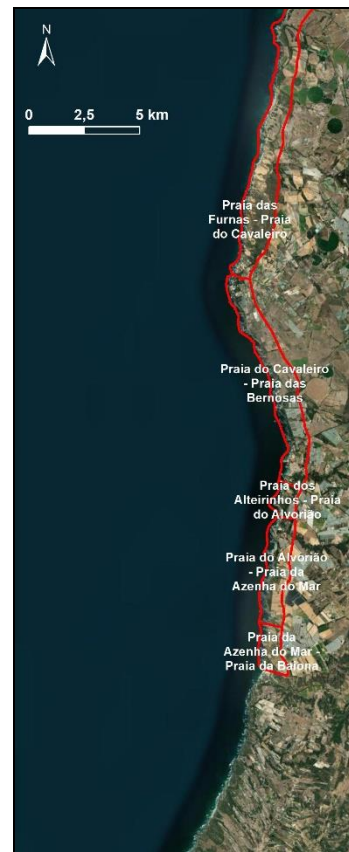 N
0 2,5 5 km
Praia das
Furnas - Praia
do Cavaleiro
Praia do Cavaleiro
- Praia das
Bernosas
Praia dos
Alteirinhos - Praia
do Alvorião
Praia do Alvorião
- Praia da
Azenha do Mar
Praia da
Azenha do Mar -
Praia da Baiona